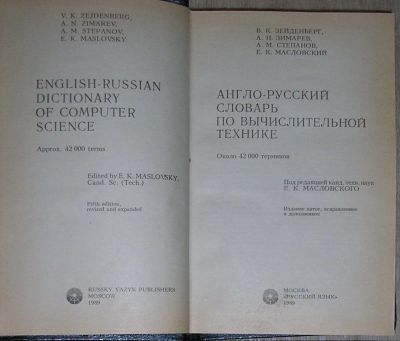 V. K. ZEJDENBERG,
A. N. ZIMAREV,
A. M. STEPANOV,
E. K. MASLOVSKY
ENGLISH-RUSSIAN
DICTIONARY
OF COMPUTER
SCIENCE
Approx. 42 000 terms
Edited by E. K. MASLOVSKY,
Cand. Sc. (Tech.)
Fifth edition,
revised and expanded
RUSSKY YAZYK PUBLISHERS
MOSCOW
1989
В. К. ЗЕЙДЕНБЕРГ,
А. Н. ЗИМАРЕВ,
А. М. СТЕПАНОВ,
Е. К. МАСЛОВСКИЙ
АНГЛО-РУССКИЙ
СЛОВАРЬ
ПО ВЫЧИСЛИТЕЛЬНОЙ
ТЕХНИКЕ
Около 42 000 терминов
Под редакцией канд. техн. наук
Е. К. МАСЛОВСКОГО
Издание пятое, исправленное
и дополненное
МОСКВА
«РУССКИЙ ЯЗЫК»
1989